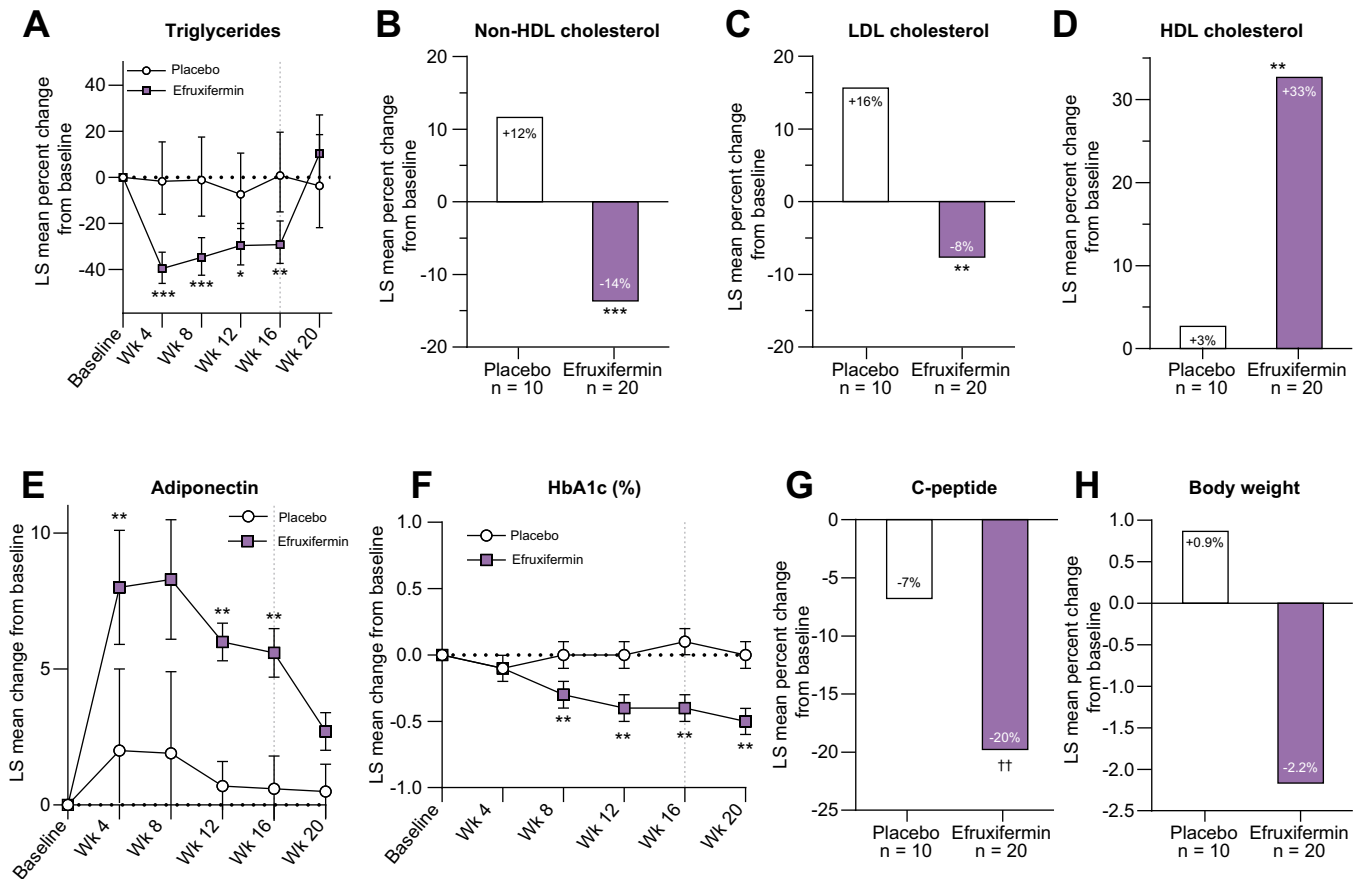 A
Triglycerides
LS mean percent change
from baseline
40
20
0
-20
-40
Placebo
Efruxifermin
***
***
*
**
Baseline
Wk 4
Wk 8
Wk 12
Wk 16
Wk 20
B
Non-HDL cholesterol
LS mean percent change
from baseline
20
10
0
-10
-20
+12%
-14%
***
Placebo
n = 10
Efruxifermin
n = 20
C
LDL cholesterol
LS mean percent change
from baseline
20
10
0
-10
-20
+16%
-8%
**
Placebo
n = 10
Efruxifermin
n = 20
D
HDL cholesterol
LS mean percent change
from baseline
30
20
10
0
**
+33%
+3%
Placebo
n = 10
Efruxifermin
n = 20
E
Adiponectin
LS mean change from baseline
10
5
0
Placebo
Efruxifermin
**
**
**
Baseline
Wk 4
Wk 8
Wk 12
Wk 16
Wk 20
F
HbA1c (%)
LS mean change from baseline
1.0
0.5
0.0
-0.5
-1.0
Placebo
Efruxifermin
**
**
**
**
Baseline
Wk 4
Wk 8
Wk 12
Wk 16
Wk 20
G
C-peptide
LS mean percent change
from baseline
0
-5
-10
-15
-20
-25
-7%
-20%
††
Placebo
n = 10
Efruxifermin
n = 20
H
Body weight
LS mean percent change
from baseline
1.0
0.5
0.0
-0.5
-1.0
-1.5
-2.0
-2.5
+0.9%
-2.2%
Placebo
n = 10
Efruxifermin
n = 20